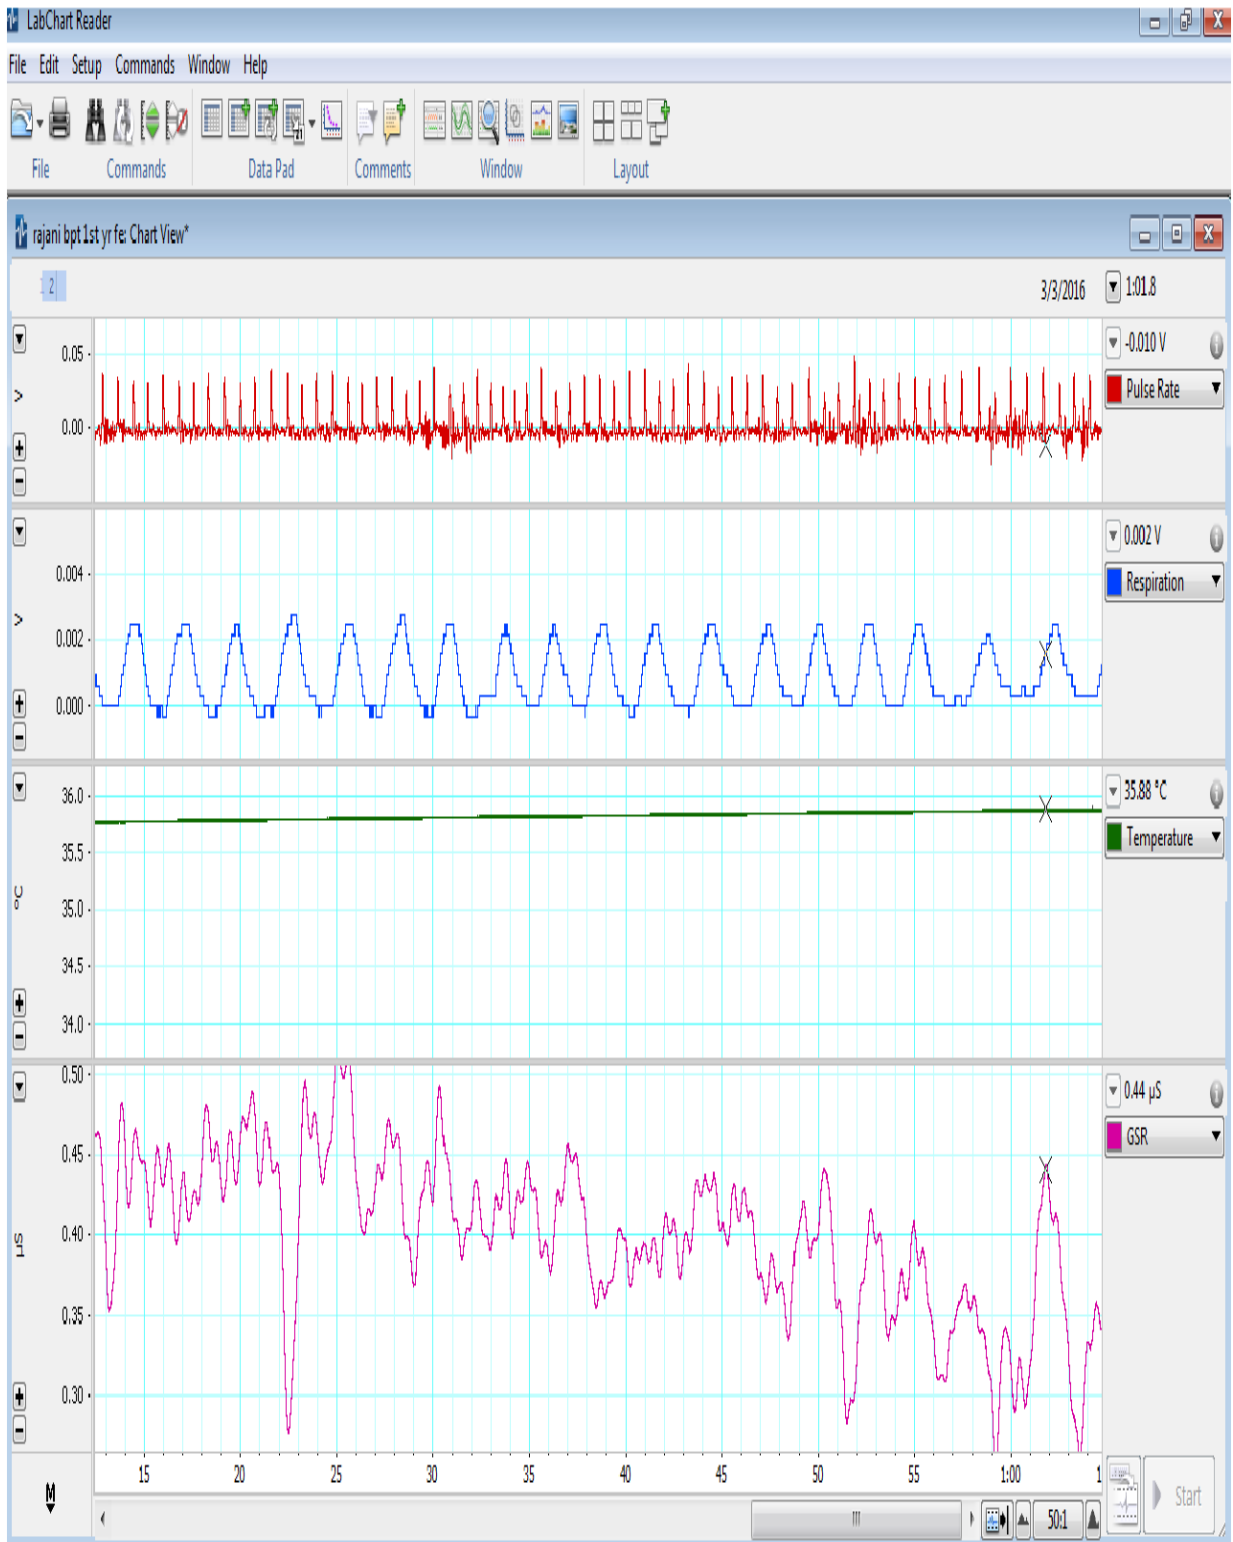 LabChart Reader
File Edit Setup Commands Window Help
File Commands Data Pad Comments Window Layout
rajani bpt 1st yr fe: Chart View*
2 3/3/2016 1:01.8
0.05
0.00
V
-0.010 V
Pulse Rate
0.004
0.002
0.000
V
0.002 V
Respiration
36.0
35.5
35.0
34.5
34.0
°C
35.88 °C
Temperature
0.50
0.45
0.40
0.35
0.30
µS
0.44 µS
GSR
15 20 25 30 35 40 45 50 55 1:00 1
M
50:1
Start